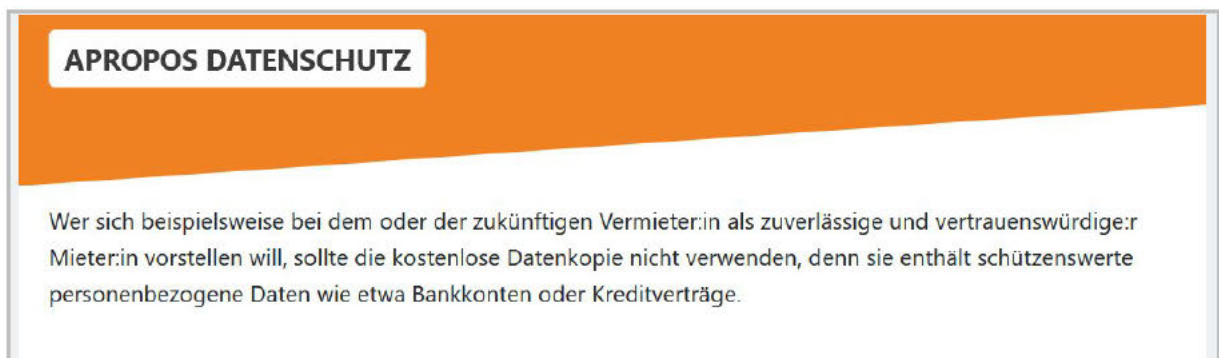 APROPOS DATENSCHUTZ
Wer sich beispielsweise bei dem oder der zukünftigen Vermieter:in als zuverlässige und vertrauenswürdige:r
Mieter:in vorstellen will, sollte die kostenlose Datenkopie nicht verwenden, denn sie enthält schützenswerte
personenbezogene Daten wie etwa Bankkonten oder Kreditverträge.